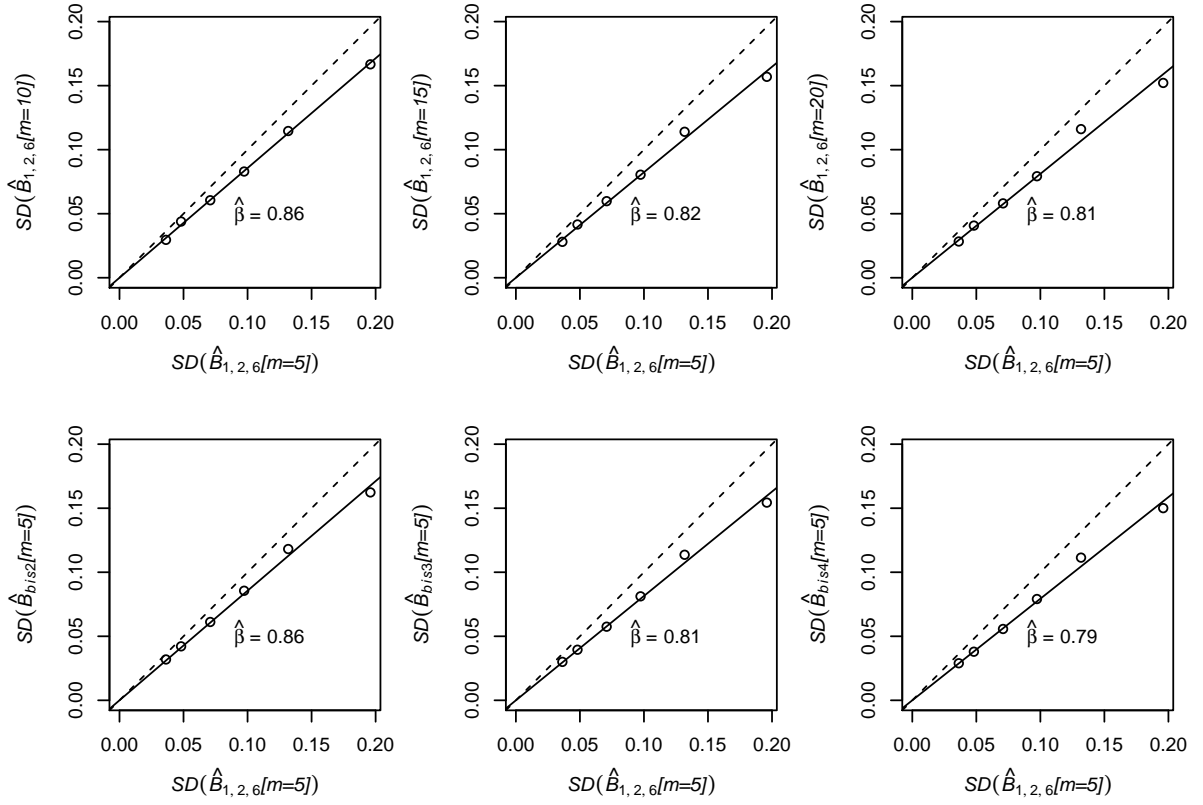 SD(B̂1, 2, 6[m=10])
0.00 0.05 0.10 0.15 0.20
β̂ = 0.86
0.00 0.05 0.10 0.15 0.20
SD(B̂1, 2, 6[m=5])
SD(B̂1, 2, 6[m=15])
0.00 0.05 0.10 0.15 0.20
β̂ = 0.82
0.00 0.05 0.10 0.15 0.20
SD(B̂1, 2, 6[m=5])
SD(B̂1, 2, 6[m=20])
0.00 0.05 0.10 0.15 0.20
β̂ = 0.81
0.00 0.05 0.10 0.15 0.20
SD(B̂1, 2, 6[m=5])
SD(B̂bis2[m=5])
0.00 0.05 0.10 0.15 0.20
β̂ = 0.86
0.00 0.05 0.10 0.15 0.20
SD(B̂1, 2, 6[m=5])
SD(B̂bis3[m=5])
0.00 0.05 0.10 0.15 0.20
β̂ = 0.81
0.00 0.05 0.10 0.15 0.20
SD(B̂1, 2, 6[m=5])
SD(B̂bis4[m=5])
0.00 0.05 0.10 0.15 0.20
β̂ = 0.79
0.00 0.05 0.10 0.15 0.20
SD(B̂1, 2, 6[m=5])